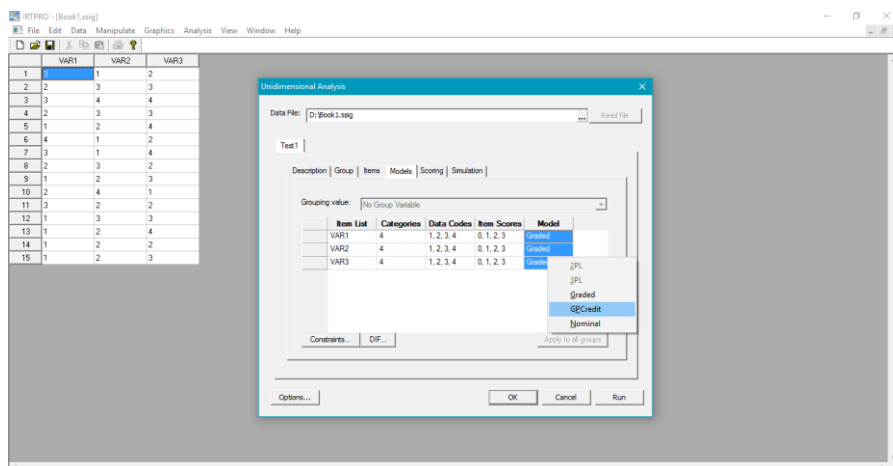 IRTPRO - [Book1.ssig]
File Edit Data Manipulate Graphics Analysis View Window Help
VAR1 VAR2 VAR3
1 3 1 2
2 2 3 3
3 3 4 4
4 2 3 3
5 1 2 4
6 4 1 2
7 3 1 4
8 2 3 2
9 1 2 3
10 2 4 1
11 3 2 2
12 1 3 3
13 1 2 4
14 1 2 2
15 1 2 3
Unidimensional Analysis
Data File: D:\Book1.ssig ... Read file
Test1
Description Group Items Models Scoring Simulation
Grouping value: No Group Variable
Item List Categories Data Codes Item Scores Model
VAR1 4 1, 2, 3, 4 0, 1, 2, 3 Graded
VAR2 4 1, 2, 3, 4 0, 1, 2, 3 Graded
VAR3 4 1, 2, 3, 4 0, 1, 2, 3 Graded
2PL
3PL
Graded
GPCredit
Nominal
Constraints... DIF... Apply to all groups
Options... OK Cancel Run